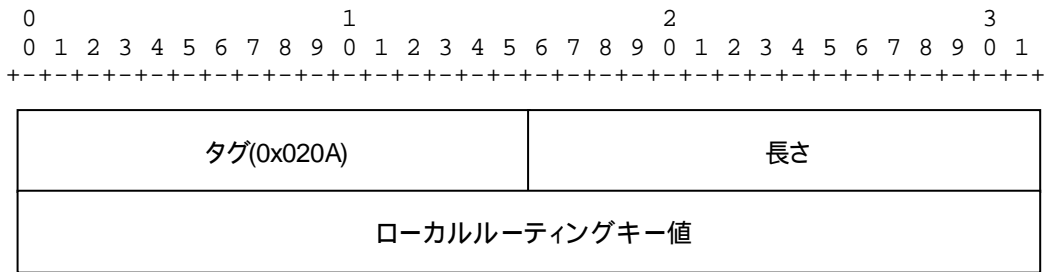 0 1 2 3
0 1 2 3 4 5 6 7 8 9 0 1 2 3 4 5 6 7 8 9 0 1 2 3 4 5 6 7 8 9 0 1
+-+-+-+-+-+-+-+-+-+-+-+-+-+-+-+-+-+-+-+-+-+-+-+-+-+-+-+-+-+-+-+-+
タグ(0x020A) 長さ
ローカルルーティングキー値